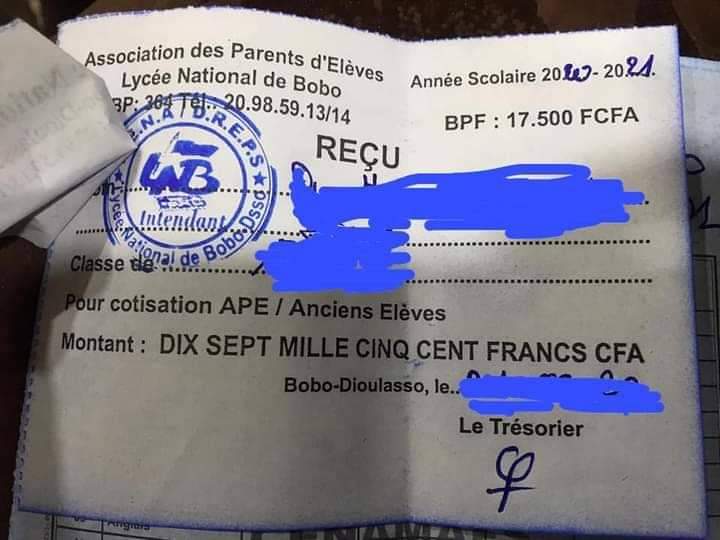 Association des Parents d'Elèves
Lycée National de Bobo
BP: 364 Tél.: 20.98.59.13/14
Année Scolaire 2020 - 2021.
BPF : 17.500 FCFA
REÇU
.N.A / D.R.E.P.S
LNB
Intendant
Lycée National de Bobo-Dsso
Classe de
Pour cotisation APE / Anciens Elèves
Montant : DIX SEPT MILLE CINQ CENT FRANCS CFA
Bobo-Dioulasso, le..
Le Trésorier
Anglais